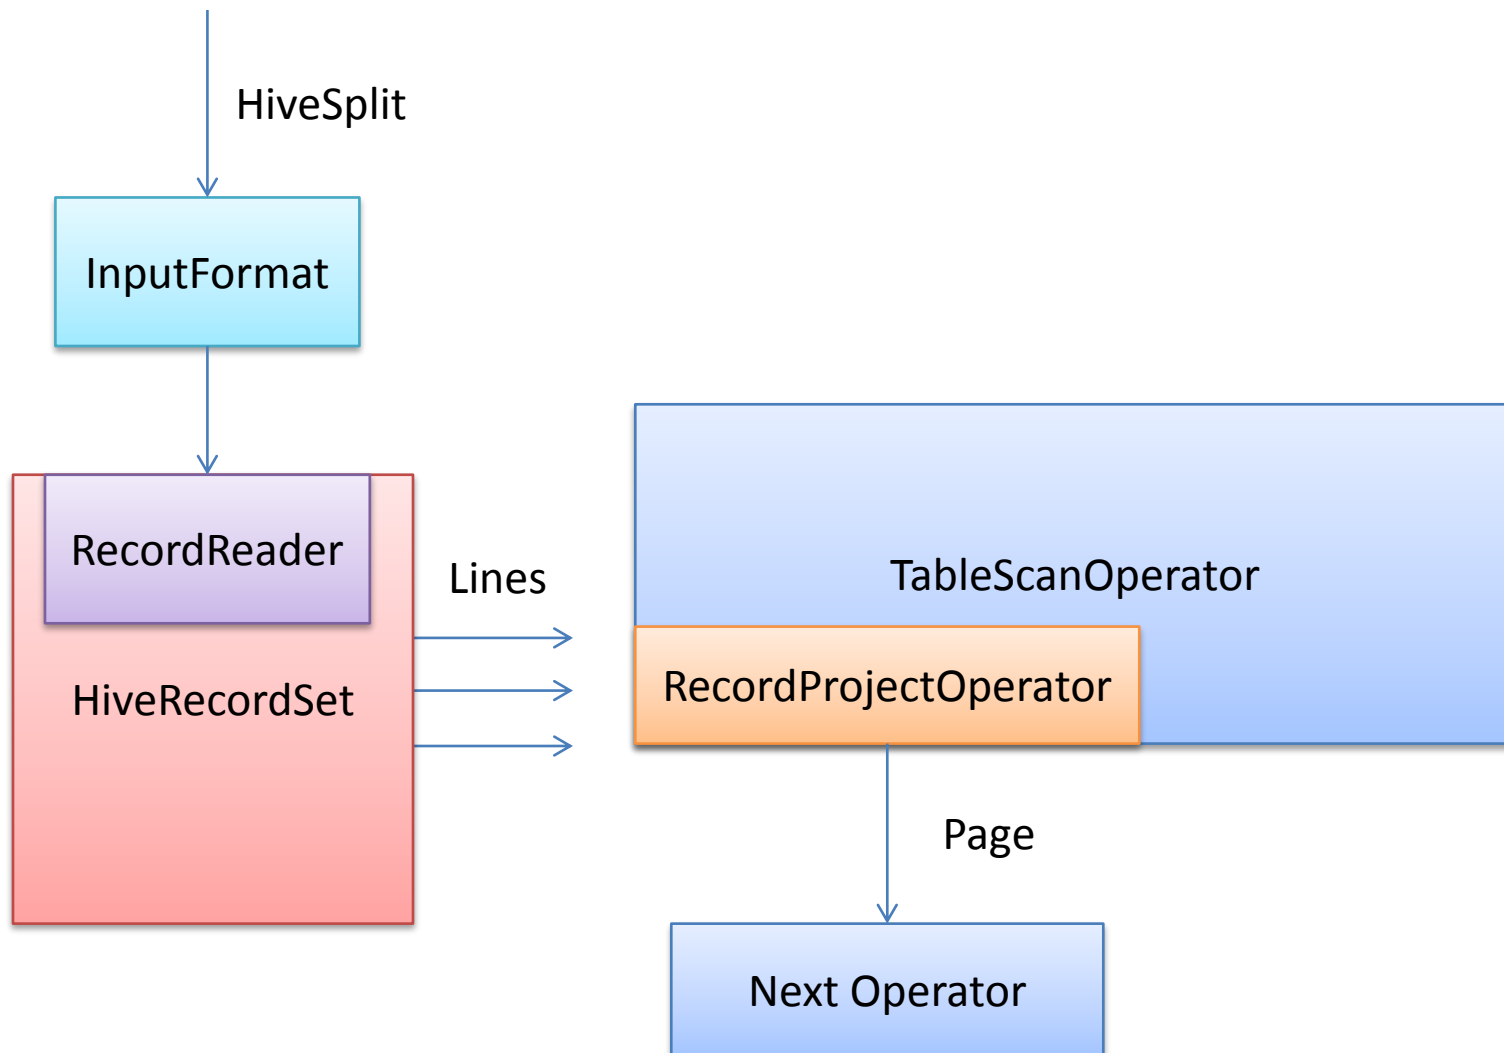 HiveSplit
InputFormat
RecordReader
HiveRecordSet
Lines
TableScanOperator
RecordProjectOperator
Page
Next Operator